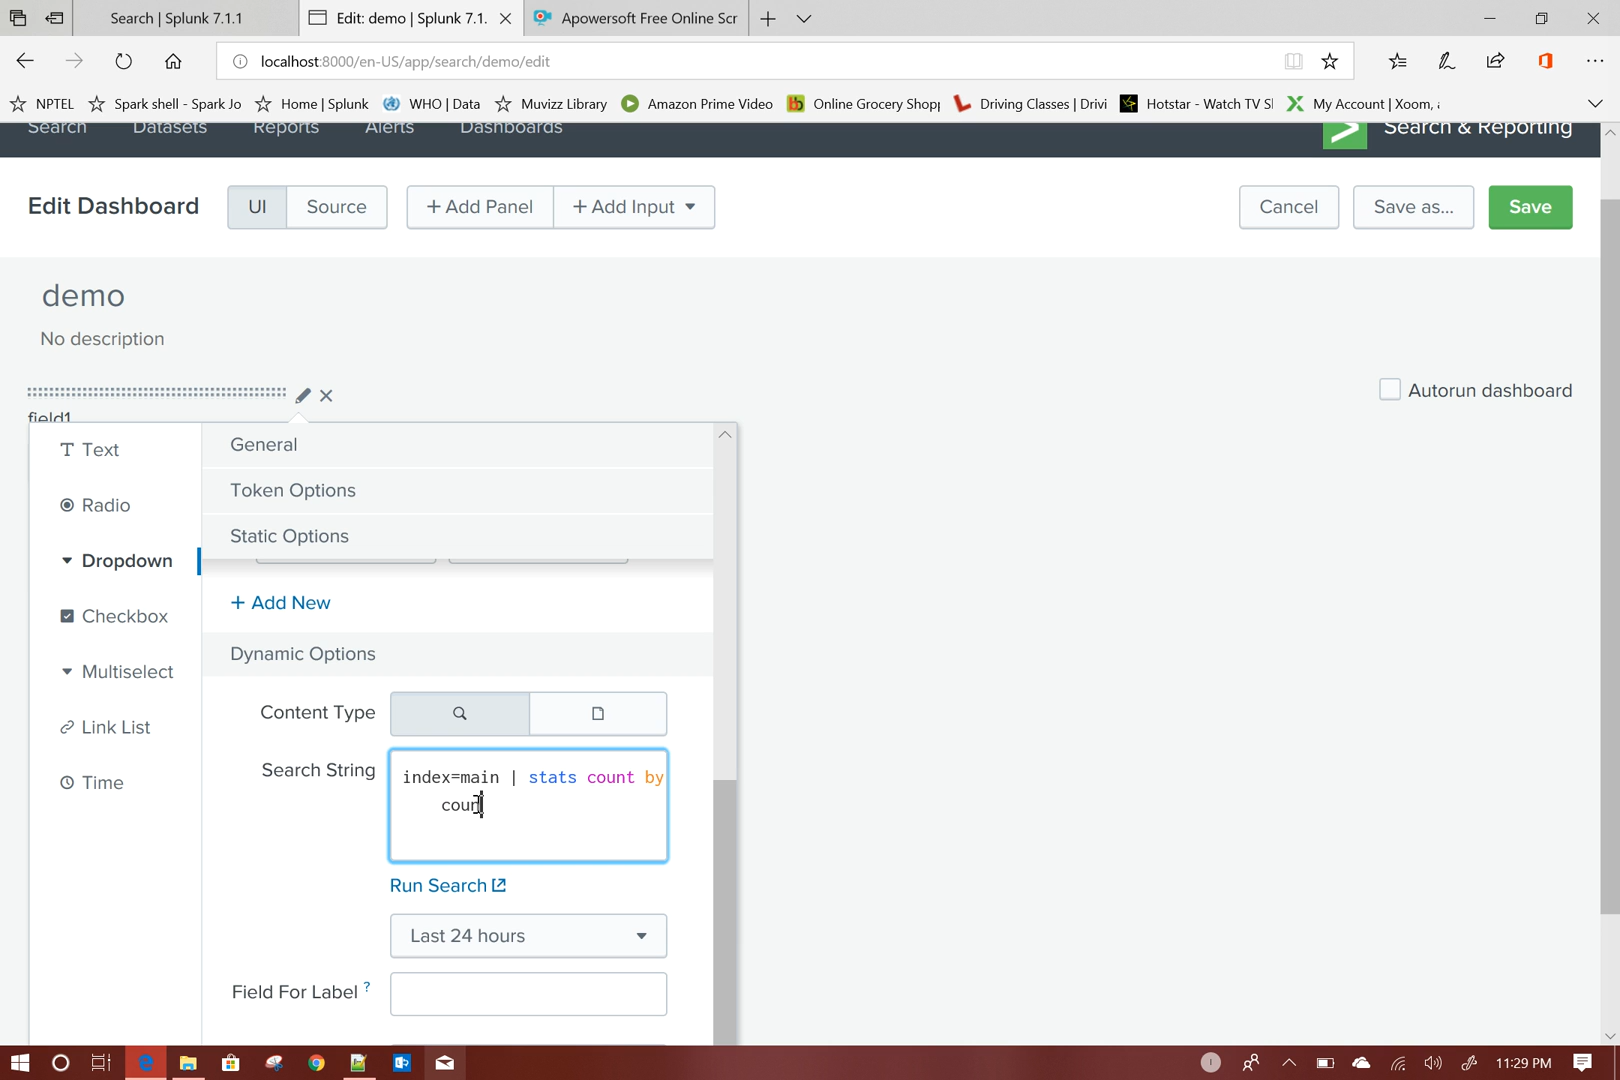 Search | Splunk 7.1.1
Edit: demo | Splunk 7.1.
Apowersoft Free Online Scr
localhost:8000/en-US/app/search/demo/edit
NPTEL
Spark shell - Spark Jo
Home | Splunk
WHO | Data
Muvizz Library
Amazon Prime Video
Online Grocery Shopp
Driving Classes | Drivi
Hotstar - Watch TV S
My Account | Xoom,
Search Datasets Reports Alerts Dashboards
Search & Reporting
Edit Dashboard
UI
Source
+ Add Panel
+ Add Input
Cancel
Save as...
Save
demo
No description
Autorun dashboard
field1
T Text
Radio
Dropdown
Checkbox
Multiselect
Link List
Time
General
Token Options
Static Options
+ Add New
Dynamic Options
Content Type
Search String
index=main | stats count by
coun
Run Search
Last 24 hours
Field For Label ?
11:29 PM